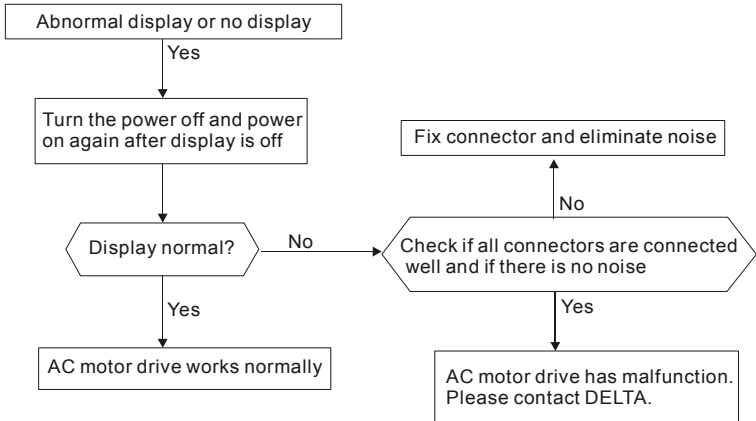 Abnormal display or no display
Yes
Turn the power off and power
on again after display is off
Fix connector and eliminate noise
No
Display normal?
No
Check if all connectors are connected
well and if there is no noise
Yes
Yes
AC motor drive works normally
AC motor drive has malfunction.
Please contact DELTA.